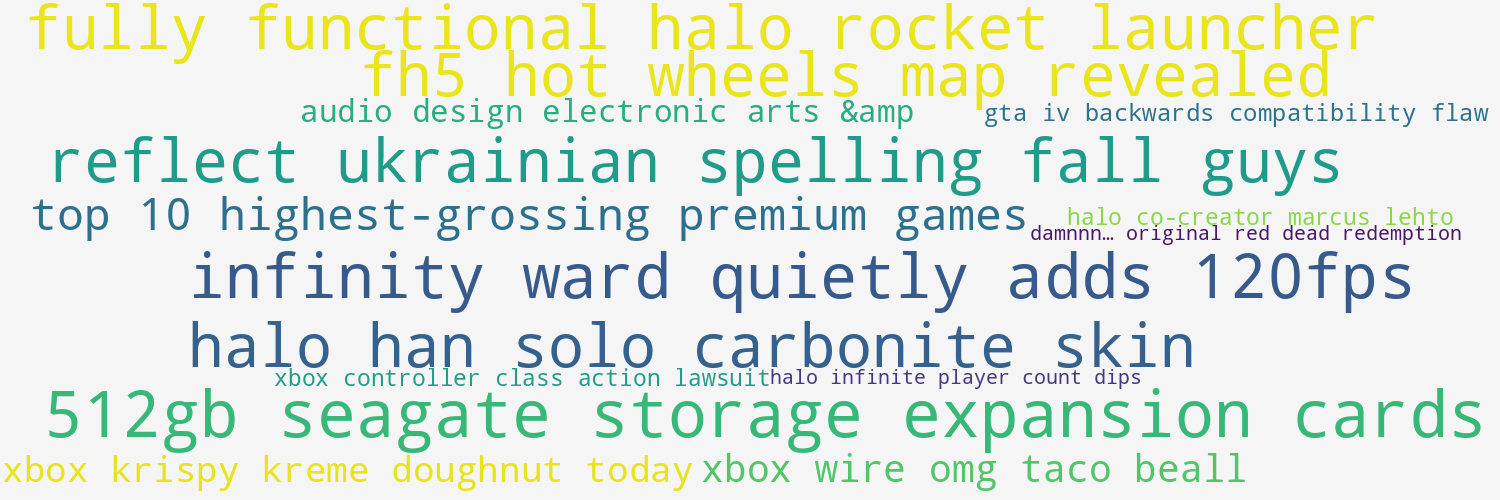 fully functional halo rocket launcher
fh5 hot wheels map revealed
audio design electronic arts &amp
gta iv backwards compatibility flaw
reflect ukrainian spelling fall guys
top 10 highest-grossing premium games
halo co-creator marcus lehto
damnnn… original red dead redemption
infinity ward quietly adds 120fps
halo han solo carbonite skin
xbox controller class action lawsuit
halo infinite player count dips
512gb seagate storage expansion cards
xbox krispy kreme doughnut today
xbox wire omg taco beall